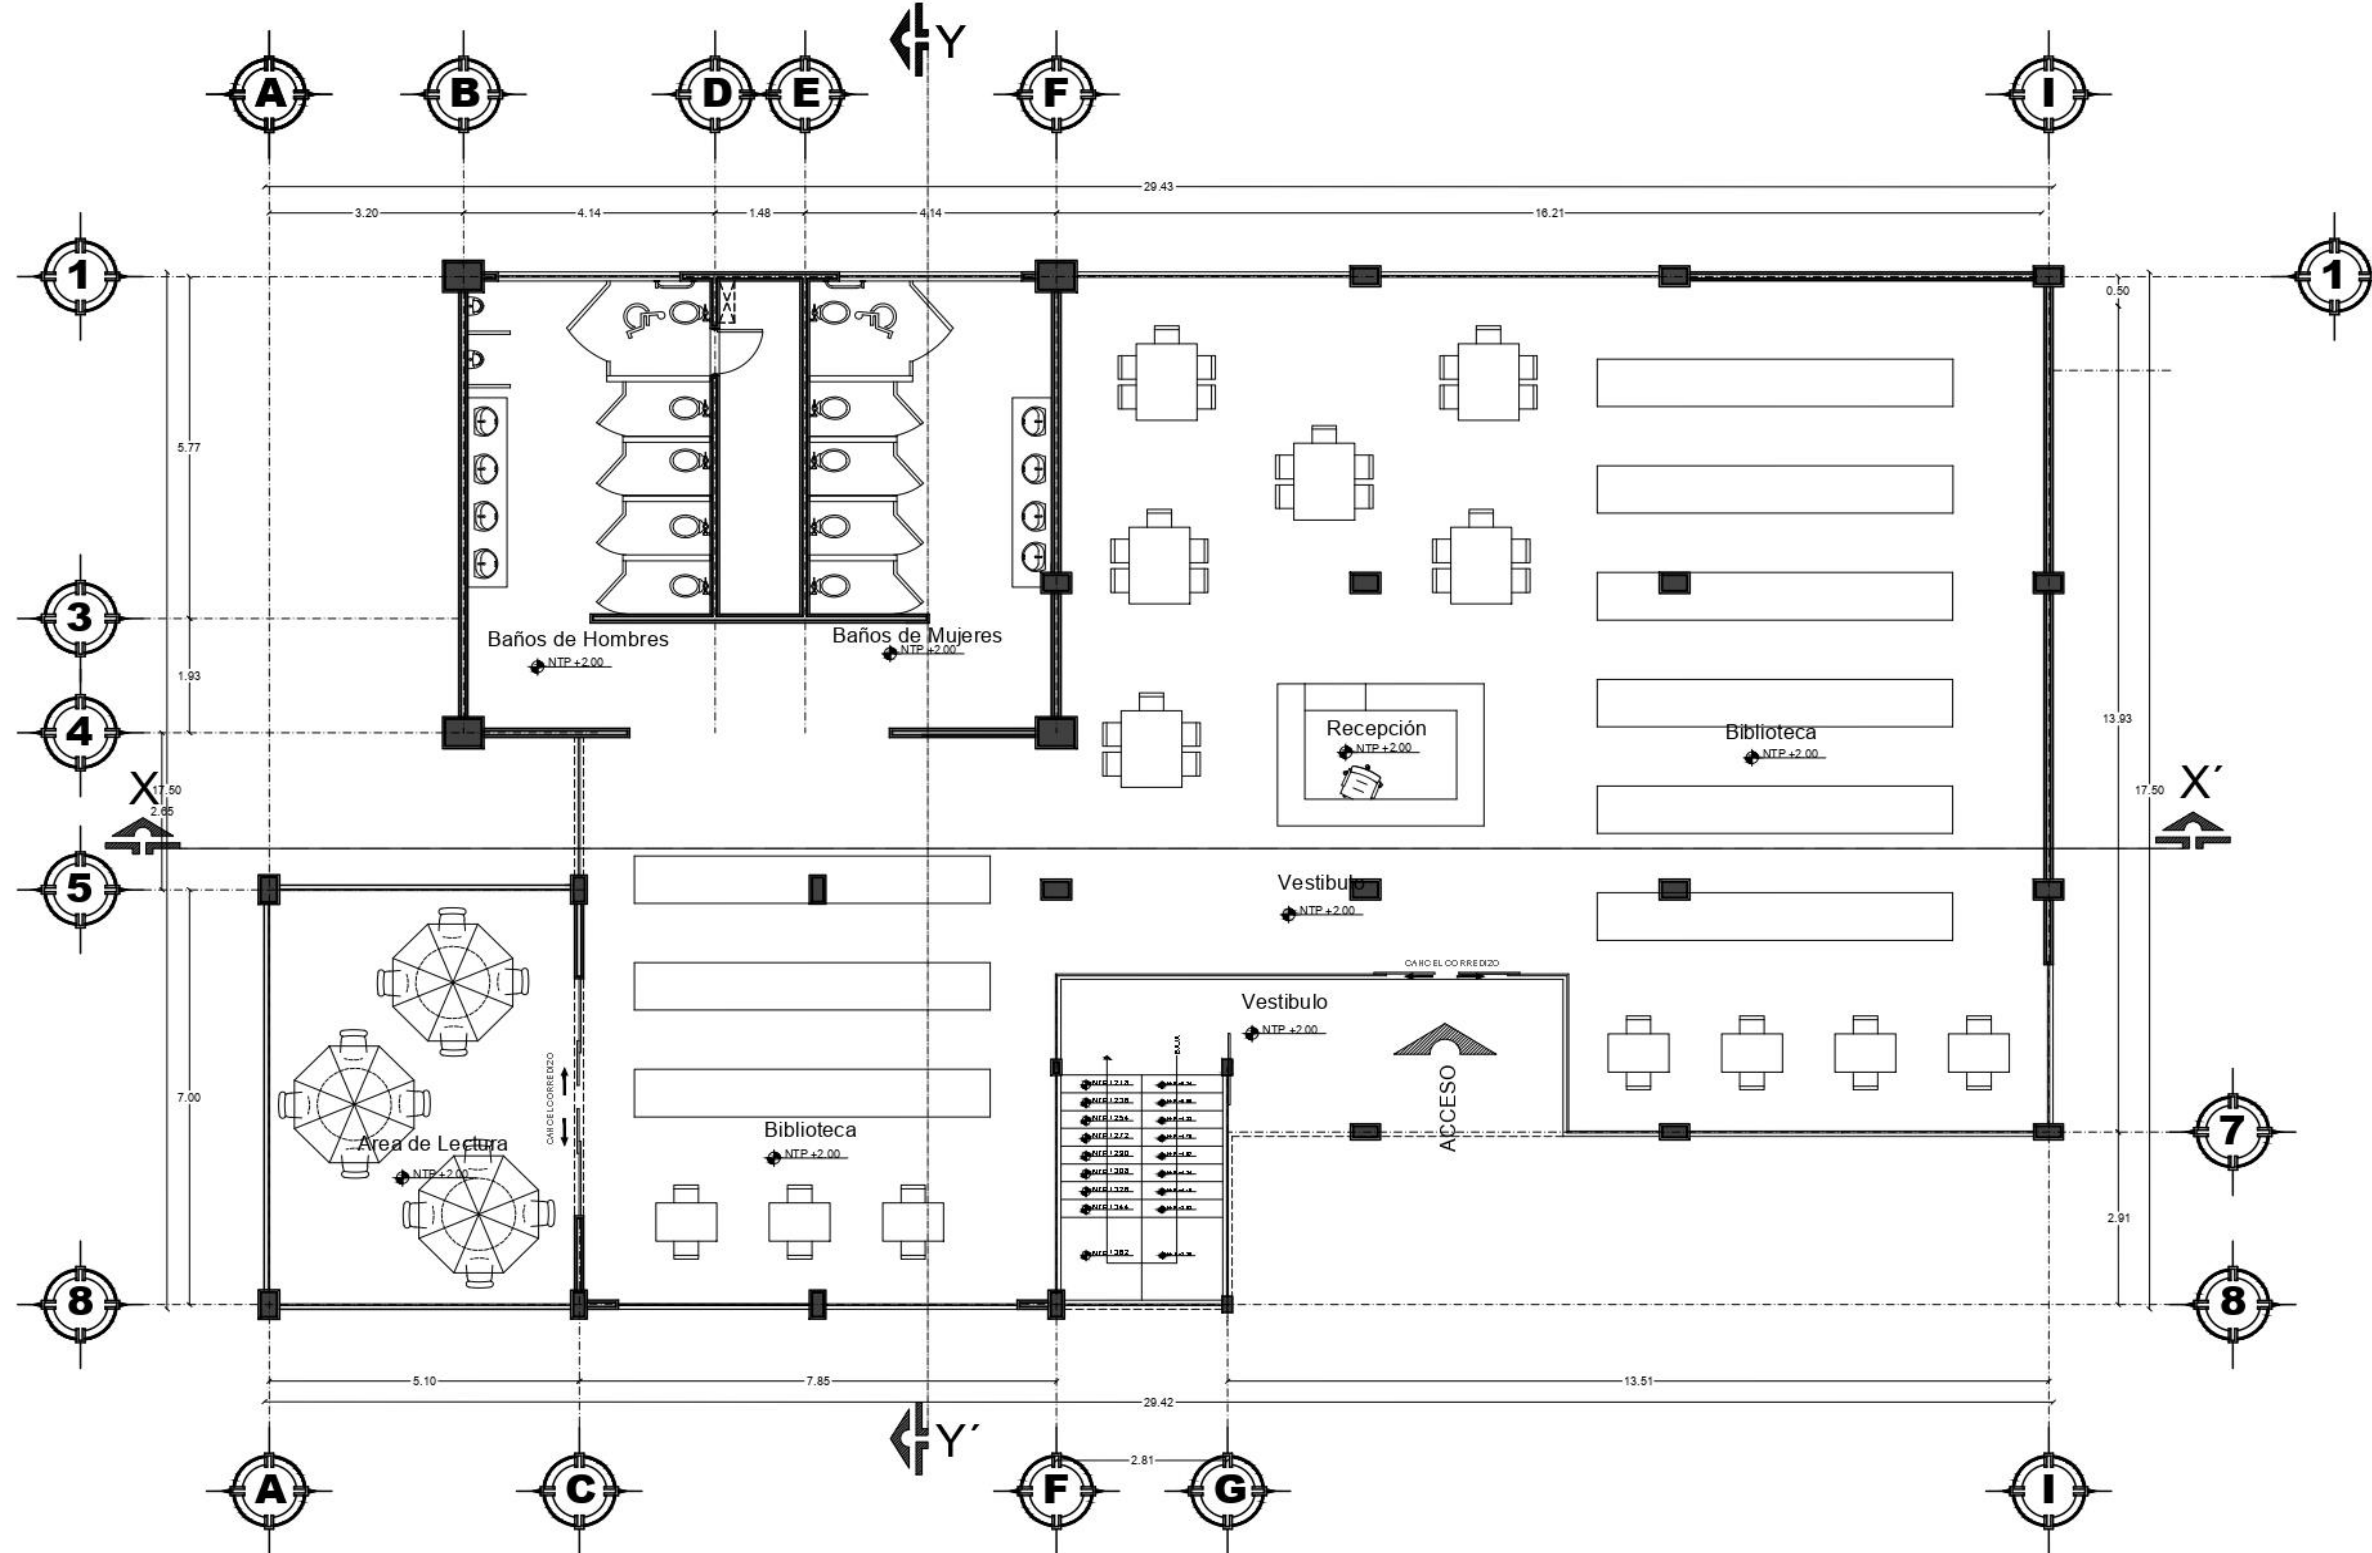 Y
A B D E F I
29.43
3.20 4.14 1.48 4.14 16.21
1 1
0.50
5.77
3
Baños de Hombres
NTP +2.00
Baños de Mujeres
NTP +2.00
1.93
4
Recepción
NTP +2.00
Biblioteca
NTP +2.00
13.93
X
17.50
2.65
17.50
X´
5
Vestibulo
NTP +2.00
CANCEL CORREDIZO
Vestibulo
NTP +2.00
BAJA
ACCESO
CANCEL CORREDIZO
7.00
Area de Lectura
NTP +2.00
Biblioteca
NTP +2.00
7
2.91
8 8
5.10 7.85 13.51
29.42
Y´
2.81
A C F G I